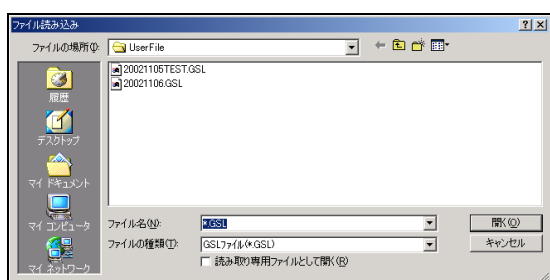 ファイル読み込み
ファイルの場所(I):
UserFile
20021105TEST.GSL
20021106.GSL
履歴
デスクトップ
マイ ドキュメント
マイ コンピュータ
マイ ネットワーク
ファイル名(N):
*.GSL
開く(O)
ファイルの種類(T):
GSLファイル(*.GSL)
キャンセル
読み取り専用ファイルとして開く(R)